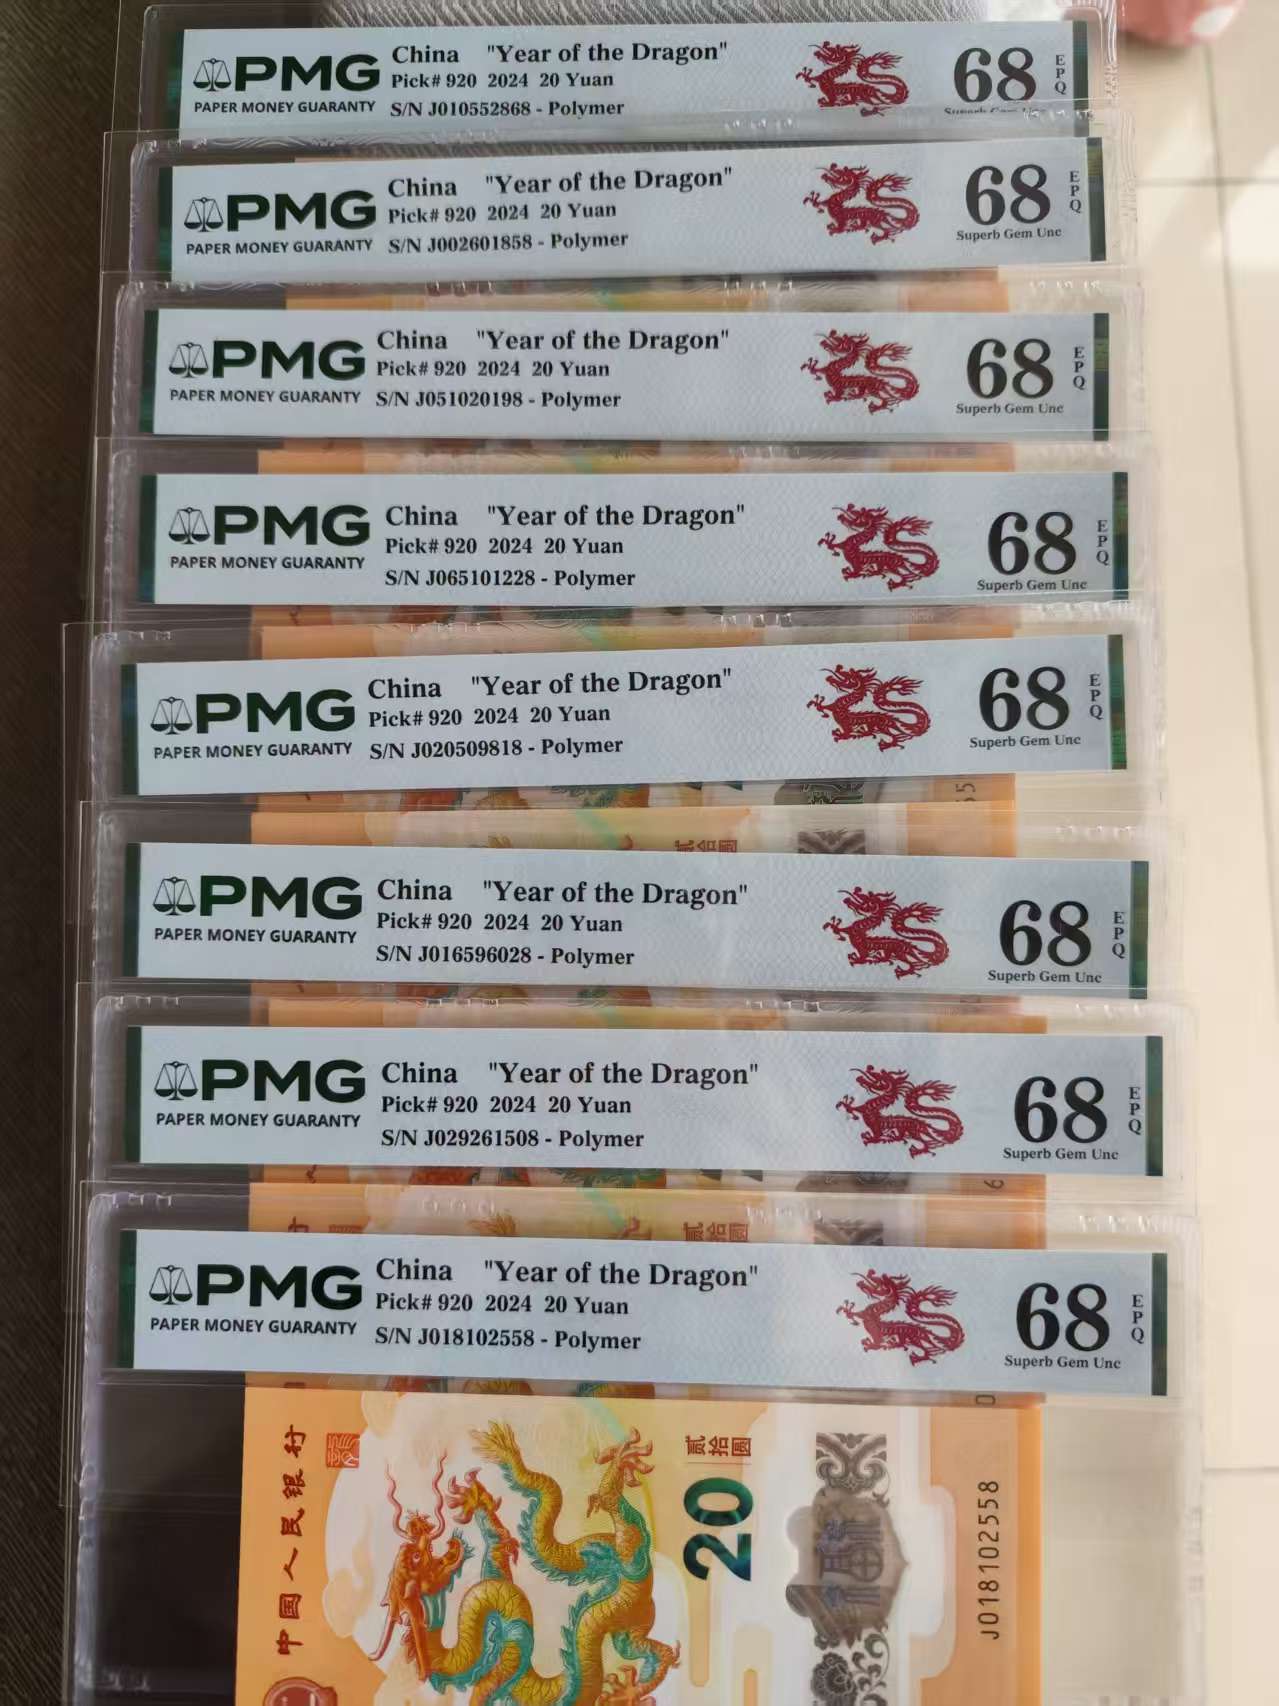 PMG
PAPER MONEY GUARANTY
China "Year of the Dragon"
Pick# 920 2024 20 Yuan
S/N J010552868 - Polymer
68
EPQ
Superb Gem Unc
PMG
PAPER MONEY GUARANTY
China "Year of the Dragon"
Pick# 920 2024 20 Yuan
S/N J002601858 - Polymer
68
EPQ
Superb Gem Unc
PMG
PAPER MONEY GUARANTY
China "Year of the Dragon"
Pick# 920 2024 20 Yuan
S/N J051020198 - Polymer
68
EPQ
Superb Gem Unc
PMG
PAPER MONEY GUARANTY
China "Year of the Dragon"
Pick# 920 2024 20 Yuan
S/N J065101228 - Polymer
68
EPQ
Superb Gem Unc
PMG
PAPER MONEY GUARANTY
China "Year of the Dragon"
Pick# 920 2024 20 Yuan
S/N J020509818 - Polymer
68
EPQ
Superb Gem Unc
贰拾圆
PMG
PAPER MONEY GUARANTY
China "Year of the Dragon"
Pick# 920 2024 20 Yuan
S/N J016596028 - Polymer
68
EPQ
Superb Gem Unc
PMG
PAPER MONEY GUARANTY
China "Year of the Dragon"
Pick# 920 2024 20 Yuan
S/N J029261508 - Polymer
68
EPQ
Superb Gem Unc
贰拾圆
PMG
PAPER MONEY GUARANTY
China "Year of the Dragon"
Pick# 920 2024 20 Yuan
S/N J018102558 - Polymer
68
EPQ
Superb Gem Unc
中国人民银行
贰拾圆
20
J018102558